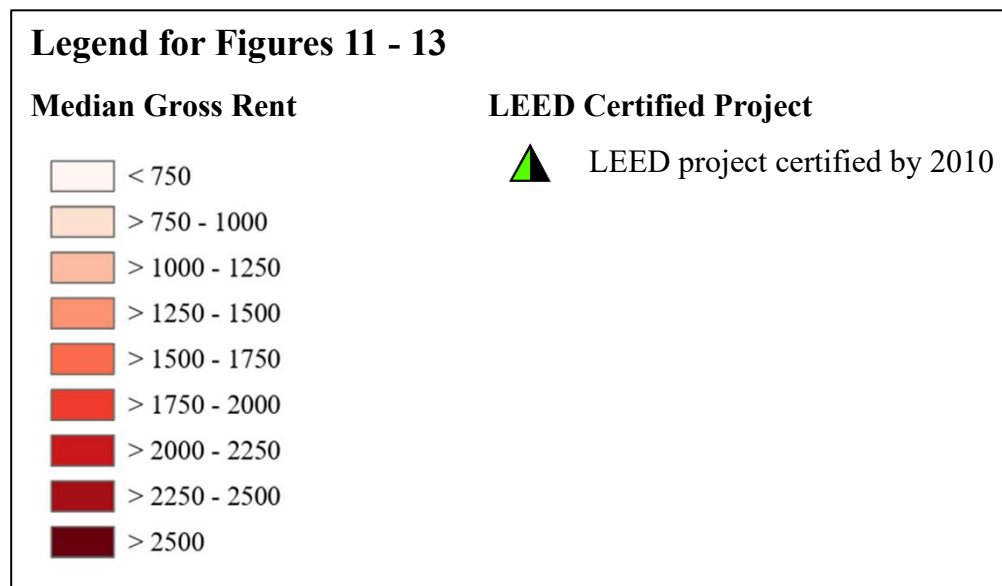 Legend for Figures 11 - 13
Median Gross Rent
< 750
> 750 - 1000
> 1000 - 1250
> 1250 - 1500
> 1500 - 1750
> 1750 - 2000
> 2000 - 2250
> 2250 - 2500
> 2500
LEED Certified Project
LEED project certified by 2010